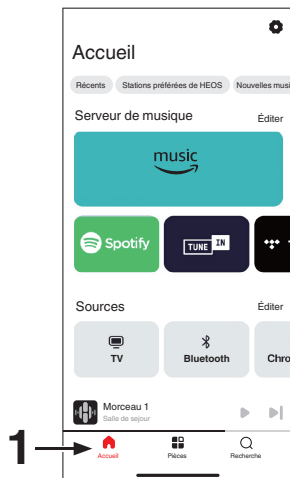 Accueil
Récents Stations préférées de HEOS Nouvelles musi
Serveur de musique Éditer
music
Spotify TUNE IN
Sources Éditer
TV Bluetooth Chro
Morceau 1
Salle de sejour
1
Accueil Pièces Recherche